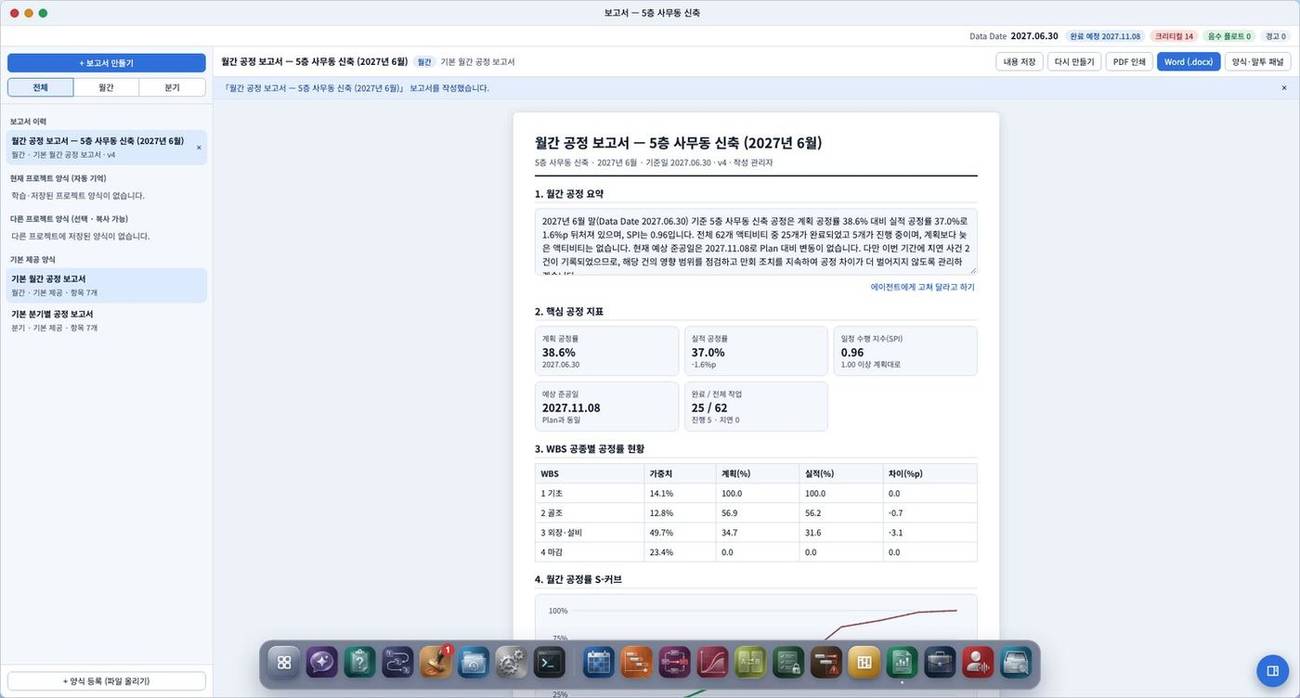 보고서 — 5층 사무동 신축
Data Date 2027.06.30 완료 예정 2027.11.08 크리티컬 14 음수 플로트 0 경고 0
+ 보고서 만들기
전체 월간 분기
보고서 이력
월간 공정 보고서 — 5층 사무동 신축 (2027년 6월)
월간 · 기본 월간 공정 보고서 · v4
×
현재 프로젝트 양식 (자동 기억)
학습·저장된 프로젝트 양식이 없습니다.
다른 프로젝트 양식 (선택 · 복사 가능)
다른 프로젝트에 저장된 양식이 없습니다.
기본 제공 양식
기본 월간 공정 보고서
월간 · 기본 제공 · 항목 7개
기본 분기별 공정 보고서
분기 · 기본 제공 · 항목 7개
+ 양식 등록 (파일 올리기)
월간 공정 보고서 — 5층 사무동 신축 (2027년 6월) 월간 기본 월간 공정 보고서
내용 저장 다시 만들기 PDF 인쇄 Word (.docx) 양식·말투 패널
「월간 공정 보고서 — 5층 사무동 신축 (2027년 6월)」 보고서를 작성했습니다. ×
월간 공정 보고서 — 5층 사무동 신축 (2027년 6월)
5층 사무동 신축 · 2027년 6월 · 기준일 2027.06.30 · v4 · 작성 관리자
1. 월간 공정 요약
2027년 6월 말(Data Date 2027.06.30) 기준 5층 사무동 신축 공정은 계획 공정률 38.6% 대비 실적 공정률 37.0%로
1.6%p 뒤처져 있으며, SPI는 0.96입니다. 전체 62개 액티비티 중 25개가 완료되었고 5개가 진행 중이며, 계획보다 늦
은 액티비티는 없습니다. 현재 예상 준공일은 2027.11.08로 Plan 대비 변동이 없습니다. 다만 이번 기간에 지연 사건 2
건이 기록되었으므로, 해당 건의 영향 범위를 점검하고 만회 조치를 지속하여 공정 차이가 더 벌어지지 않도록 관리하
에이전트에게 고쳐 달라고 하기
2. 핵심 공정 지표
계획 공정률 실적 공정률 일정 수행 지수(SPI)
38.6% 37.0% 0.96
2027.06.30 -1.6%p 1.00 이상 계획대로
예상 준공일 완료 / 전체 작업
2027.11.08 25 / 62
Plan과 동일 진행 5 · 지연 0
3. WBS 공종별 공정률 현황
WBS 가중치 계획(%) 실적(%) 차이(%p)
1 기초 14.1% 100.0 100.0 0.0
2 골조 12.8% 56.9 56.2 -0.7
3 외장·설비 49.7% 34.7 31.6 -3.1
4 마감 23.4% 0.0 0.0 0.0
4. 월간 공정률 S-커브
100%
75%
25%
1